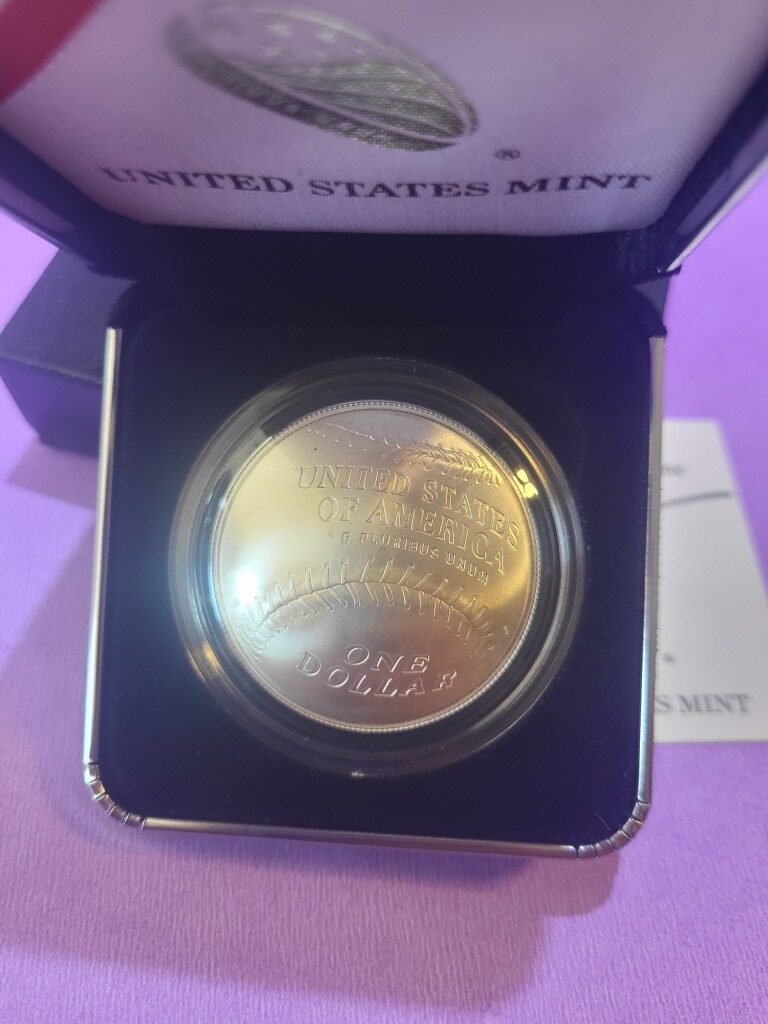 ®
UNITED STATES MINT
UNITED STATES
OF AMERICA
E PLURIBUS UNUM
ONE
DOLLAR
S MINT